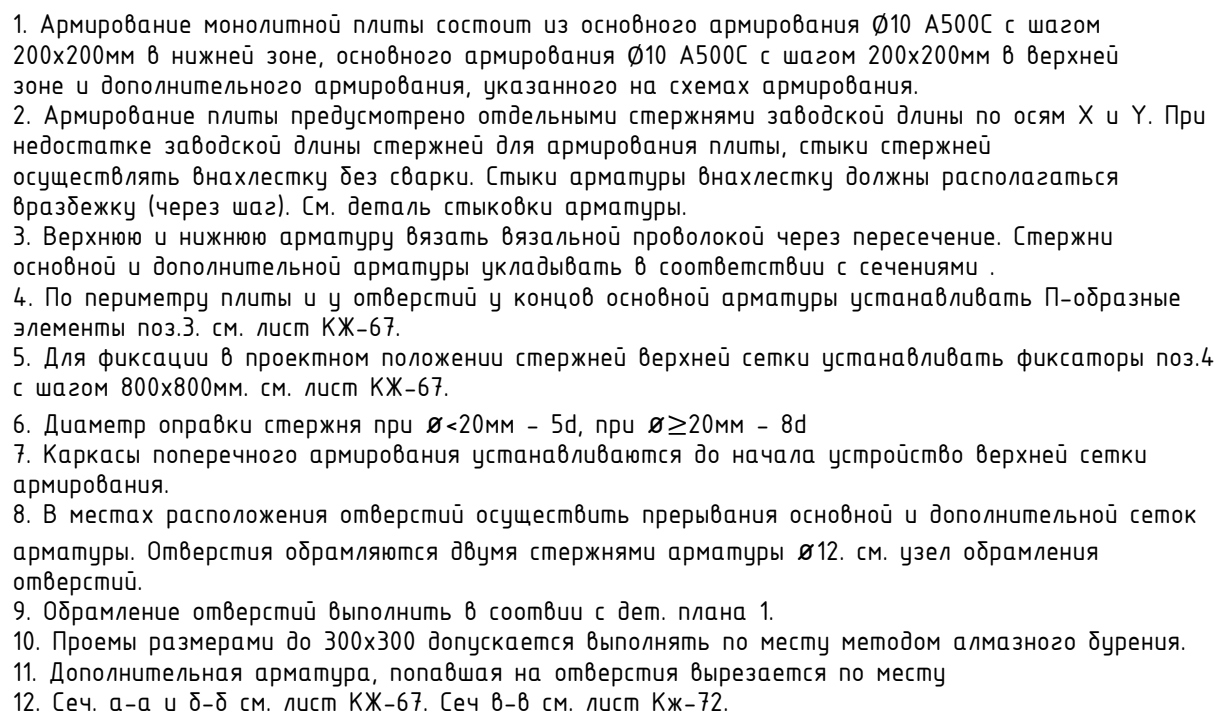 1. Армирование монолитной плиты состоит из основного армирования Ø10 А500С с шагом
200х200мм в нижней зоне, основного армирования Ø10 А500С с шагом 200х200мм в верхней
зоне и дополнительного армирования, указанного на схемах армирования.
2. Армирование плиты предусмотрено отдельными стержнями заводской длины по осям X и Y. При
недостатке заводской длины стержней для армирования плиты, стыки стержней
осуществлять внахлестку без сварки. Стыки арматуры внахлестку должны располагаться
вразбежку (через шаг). См. деталь стыковки арматуры.
3. Верхнюю и нижнюю арматуру вязать вязальной проволокой через пересечение. Стержни
основной и дополнительной арматуры укладывать в соответствии с сечениями .
4. По периметру плиты и у отверстий у концов основной арматуры устанавливать П-образные
элементы поз.3. см. лист КЖ-67.
5. Для фиксации в проектном положении стержней верхней сетки устанавливать фиксаторы поз.4
с шагом 800х800мм. см. лист КЖ-67.
6. Диаметр оправки стержня при Ø<20мм - 5d, при Ø≥20мм - 8d
7. Каркасы поперечного армирования устанавливаются до начала устройство верхней сетки
армирования.
8. В местах расположения отверстий осуществить прерывания основной и дополнительной сеток
арматуры. Отверстия обрамляются двумя стержнями арматуры Ø12. см. узел обрамления
отверстий.
9. Обрамление отверстий выполнить в соотвии с дет. плана 1.
10. Проемы размерами до 300х300 допускается выполнять по месту методом алмазного бурения.
11. Дополнительная арматура, попавшая на отверстия вырезается по месту
12. Сеч. а-а и б-б см. лист КЖ-67. Сеч в-в см. лист Кж-72.